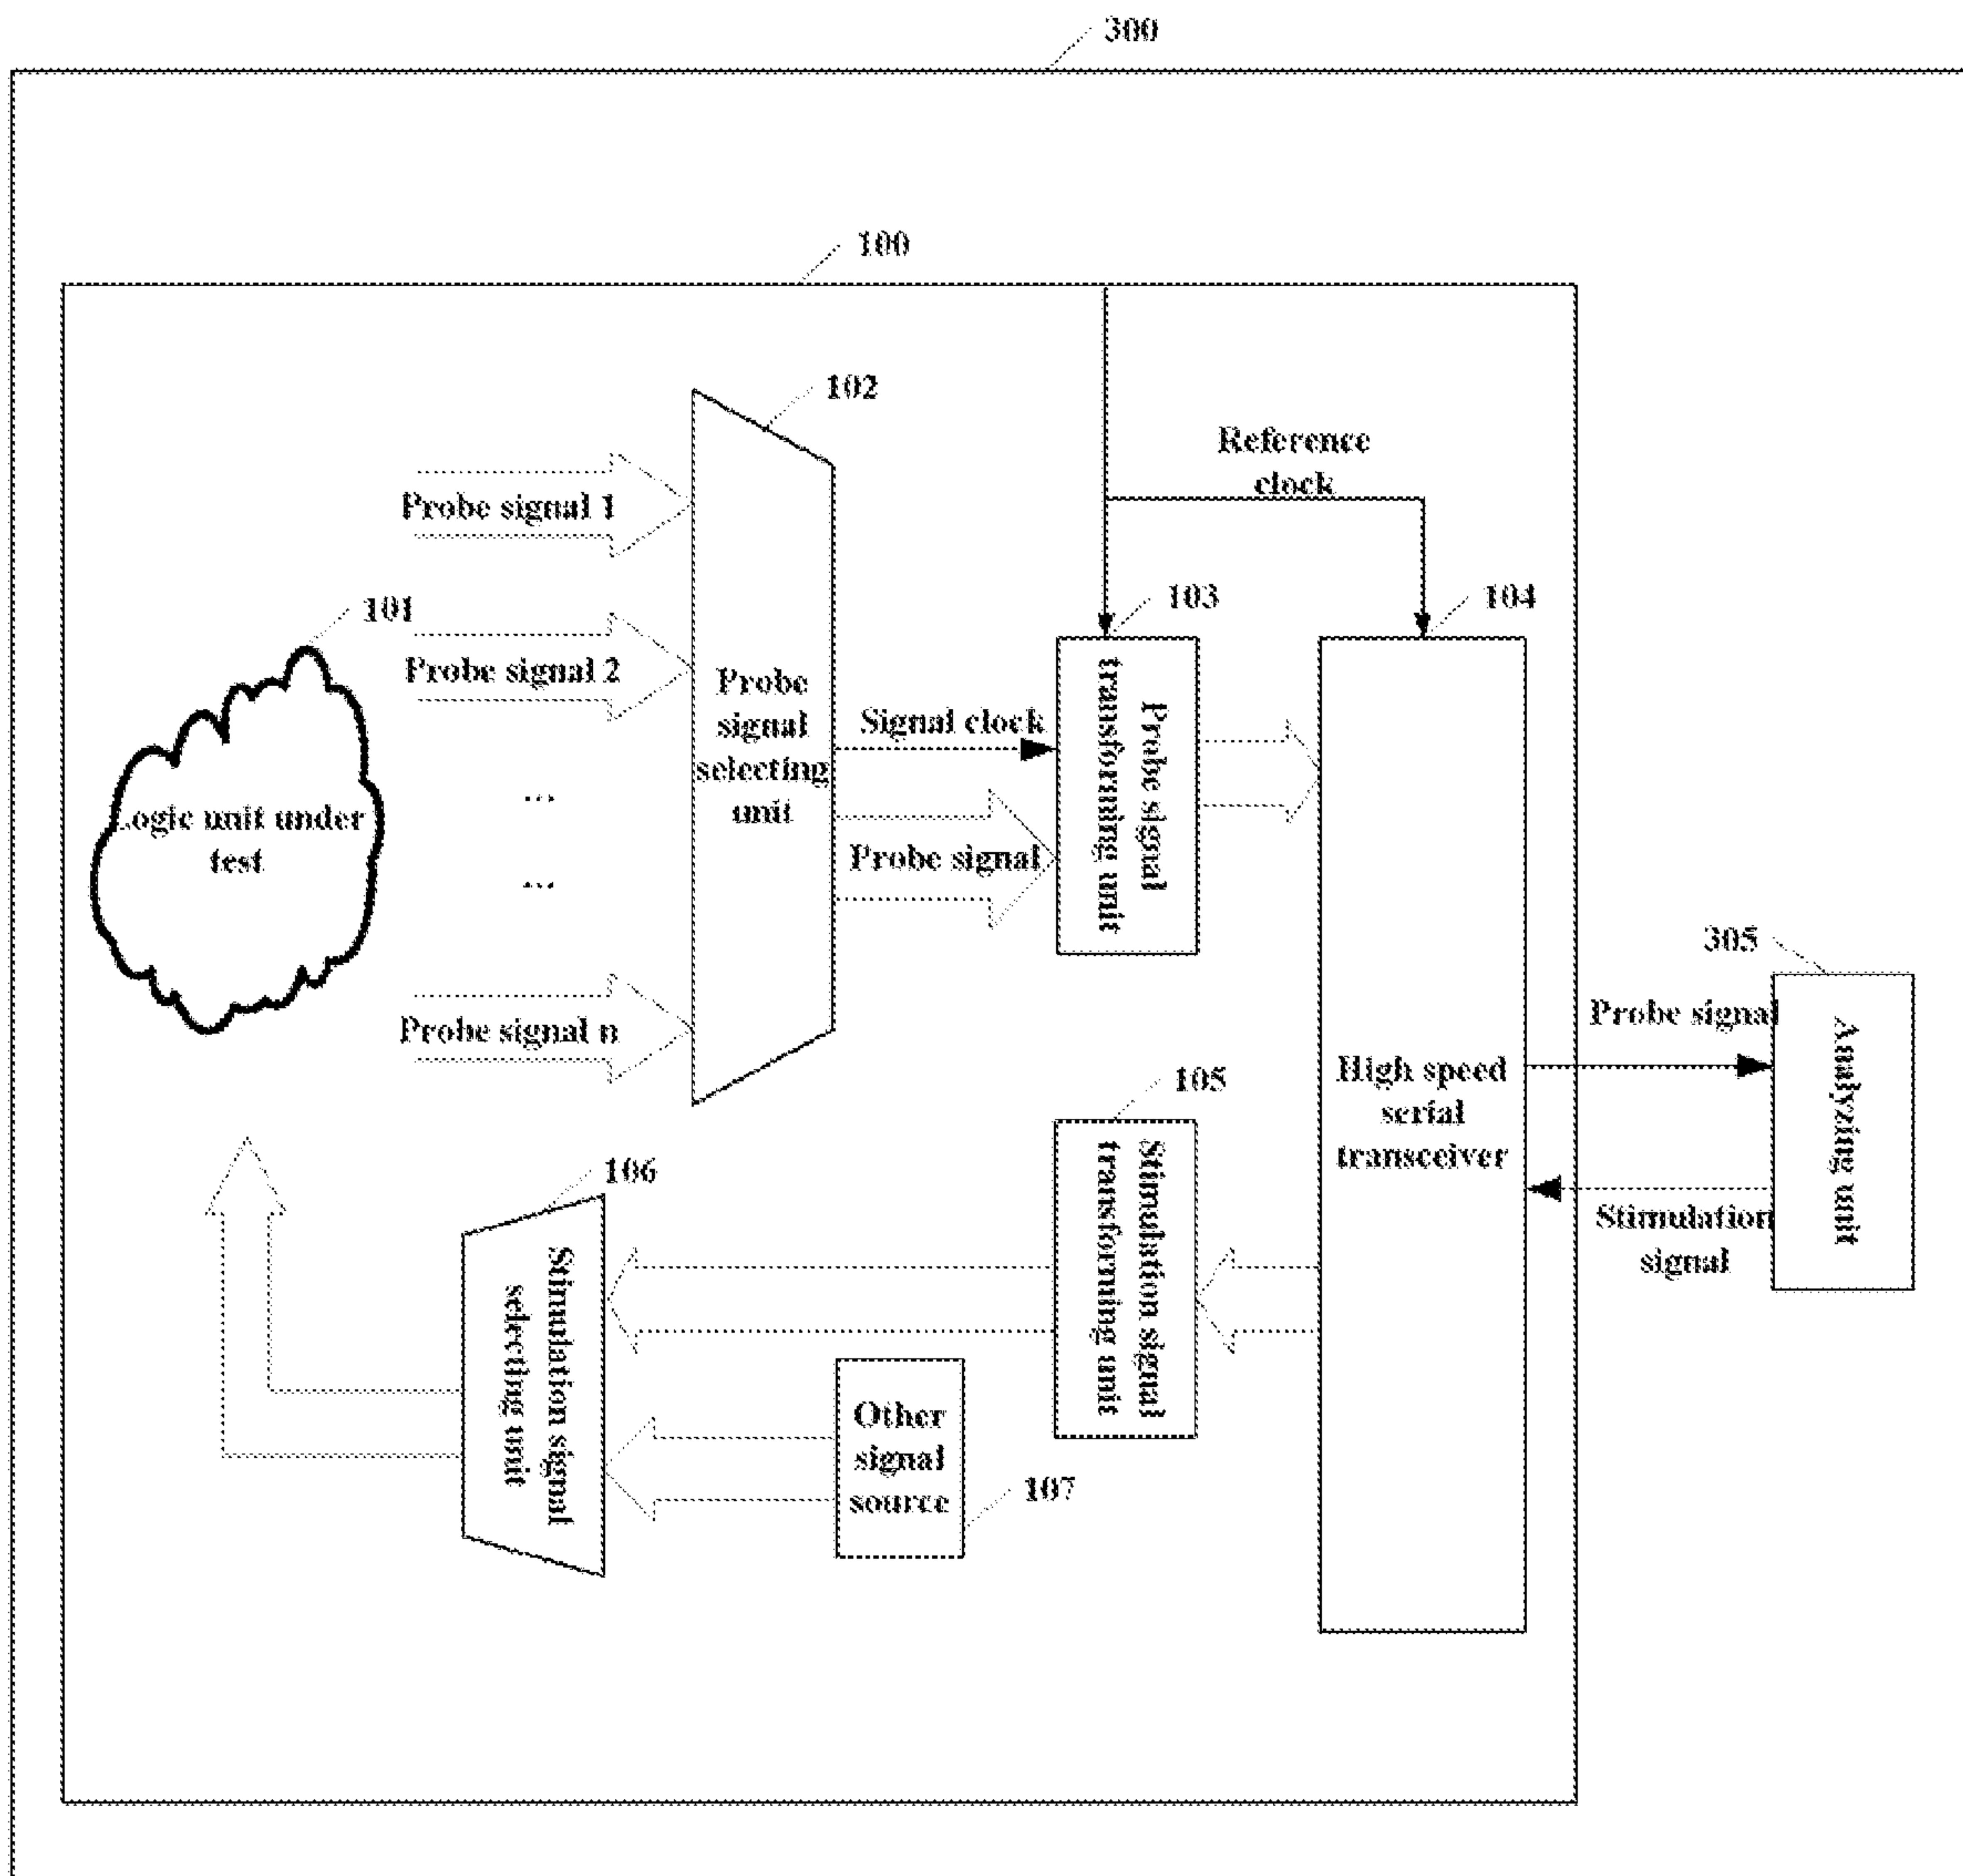 300
100
102
Reference
clock
Probe signal 1
101
103
104
Probe signal 2
Probe
signal
selecting
unit
Signal clock
Probe signal
transforming unit
...
Logic unit under
test
Probe signal
...
305
Probe signal n
Probe signal
Analyzing unit
High speed
serial
transceiver
105
Stimulation signal
transforming unit
106
Stimulation
signal
Stimulation signal
selecting unit
Other
signal
source
107